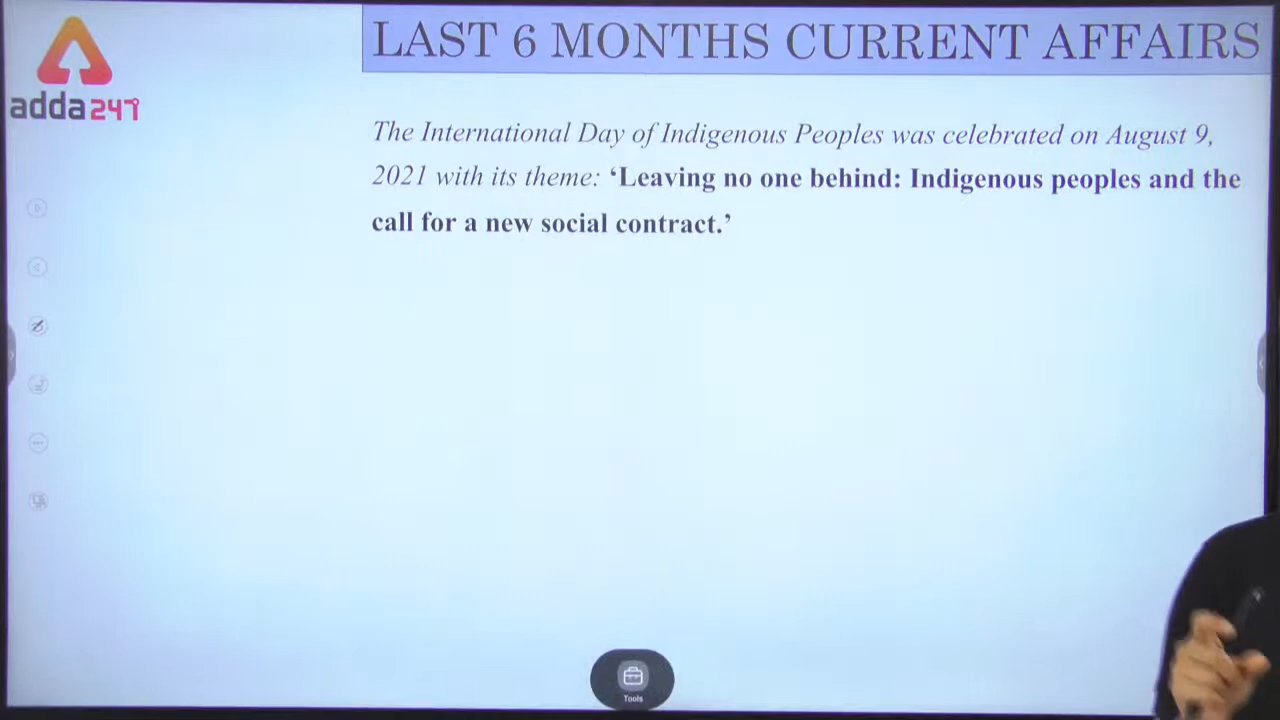 LAST 6 MONTHS CURRENT AFFAIRS
adda247
The International Day of Indigenous Peoples was celebrated on August 9,
2021 with its theme: ‘Leaving no one behind: Indigenous peoples and the
call for a new social contract.’
Tools